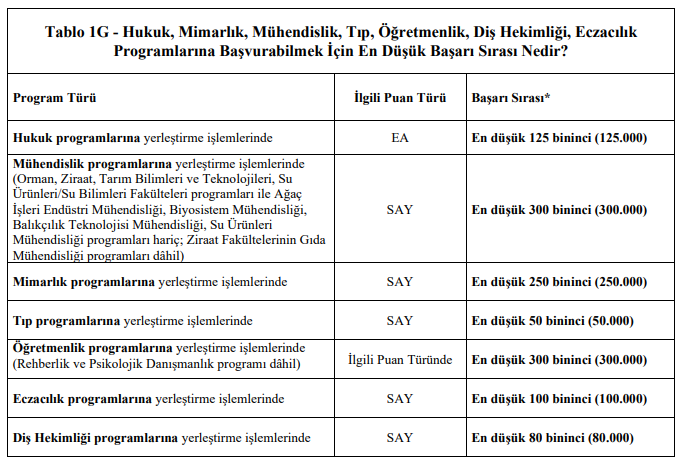 Tablo 1G - Hukuk, Mimarlık, Mühendislik, Tıp, Öğretmenlik, Diş Hekimliği, Eczacılık
Programlarına Başvurabilmek İçin En Düşük Başarı Sırası Nedir?
Program Türü İlgili Puan Türü Başarı Sırası*
Hukuk programlarına yerleştirme işlemlerinde EA En düşük 125 bininci (125.000)
Mühendislik programlarına yerleştirme işlemlerinde
(Orman, Ziraat, Tarım Bilimleri ve Teknolojileri, Su
Ürünleri/Su Bilimleri Fakülteleri programları ile Ağaç
İşleri Endüstri Mühendisliği, Biyosistem Mühendisliği,
Balıkçılık Teknolojisi Mühendisliği, Su Ürünleri
Mühendisliği programları hariç; Ziraat Fakültelerinin Gıda
Mühendisliği programları dâhil)
SAY En düşük 300 bininci (300.000)
Mimarlık programlarına yerleştirme işlemlerinde SAY En düşük 250 bininci (250.000)
Tıp programlarına yerleştirme işlemlerinde SAY En düşük 50 bininci (50.000)
Öğretmenlik programlarına yerleştirme işlemlerinde
(Rehberlik ve Psikolojik Danışmanlık programı dâhil)
İlgili Puan Türünde En düşük 300 bininci (300.000)
Eczacılık programlarına yerleştirme işlemlerinde SAY En düşük 100 bininci (100.000)
Diş Hekimliği programlarına yerleştirme işlemlerinde SAY En düşük 80 bininci (80.000)